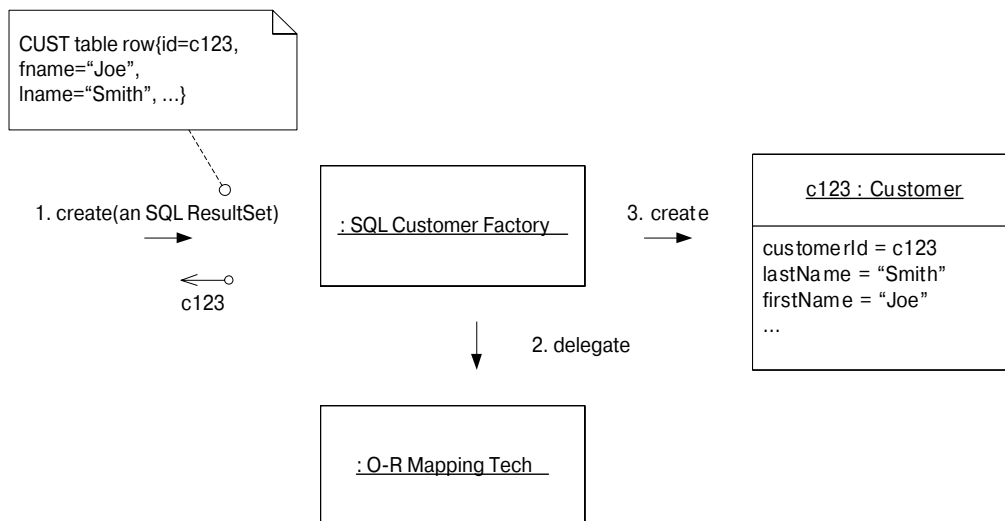 CUST table row{id=c123,
fname=“Joe”,
lname=“Smith”, ...}
1. create(an SQL ResultSet)
c123
: SQL Customer Factory
3. create
c123 : Customer
customerId = c123
lastName = “Smith”
firstName = “Joe”
...
2. delegate
: O-R Mapping Tech